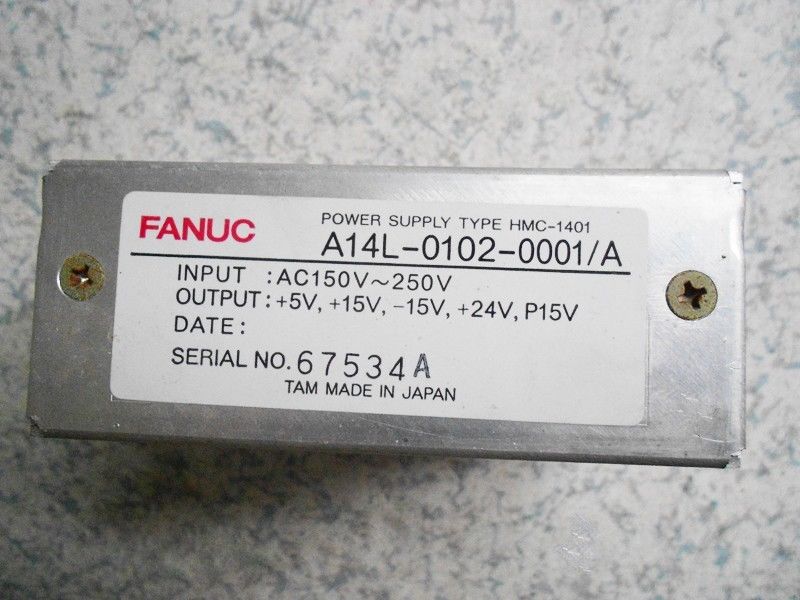 FANUC
POWER SUPPLY TYPE HMC-1401
A14L-0102-0001/A
INPUT :AC150V~250V
OUTPUT:+5V, +15V, -15V, +24V, P15V
DATE:
SERIAL NO. 67534A
TAM MADE IN JAPAN